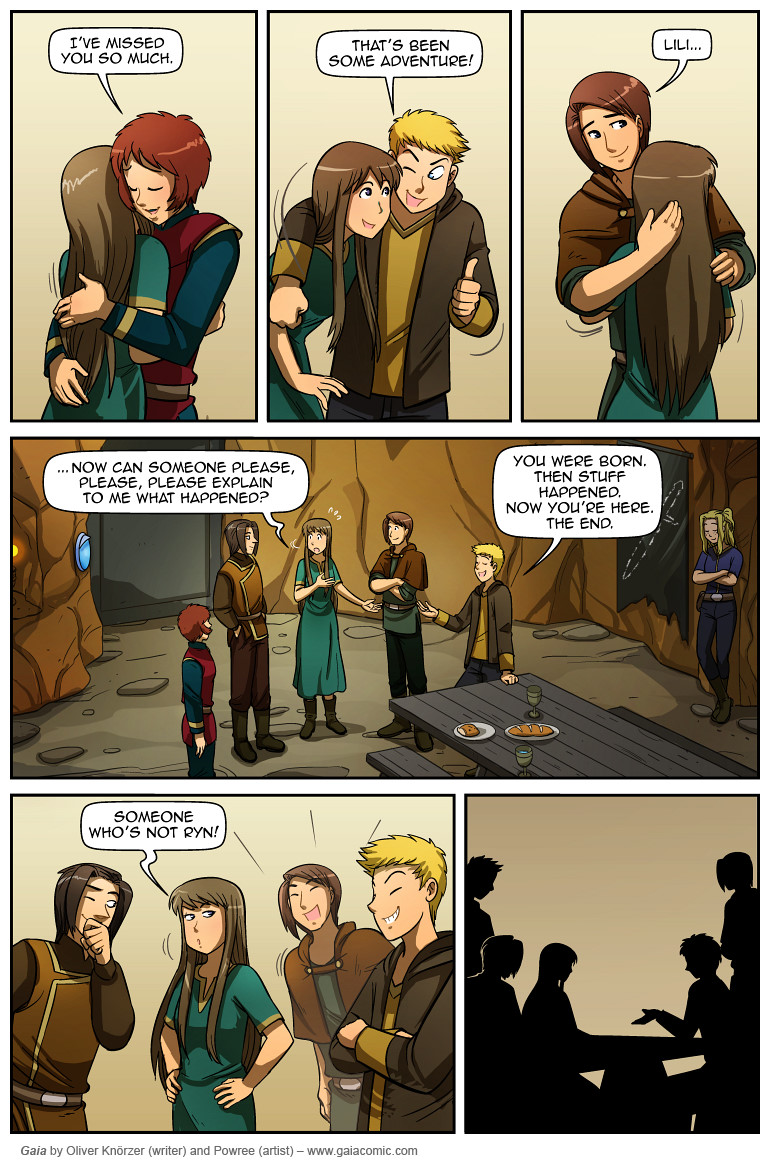 I'VE MISSED
YOU SO MUCH.
THAT'S BEEN
SOME ADVENTURE!
LILI...
...NOW CAN SOMEONE PLEASE,
PLEASE, PLEASE EXPLAIN
TO ME WHAT HAPPENED?
YOU WERE BORN.
THEN STUFF
HAPPENED.
NOW YOU'RE HERE.
THE END.
SOMEONE
WHO'S NOT RYN!
Gaia by Oliver Knörzer (writer) and Powree (artist) – www.gaiacomic.com